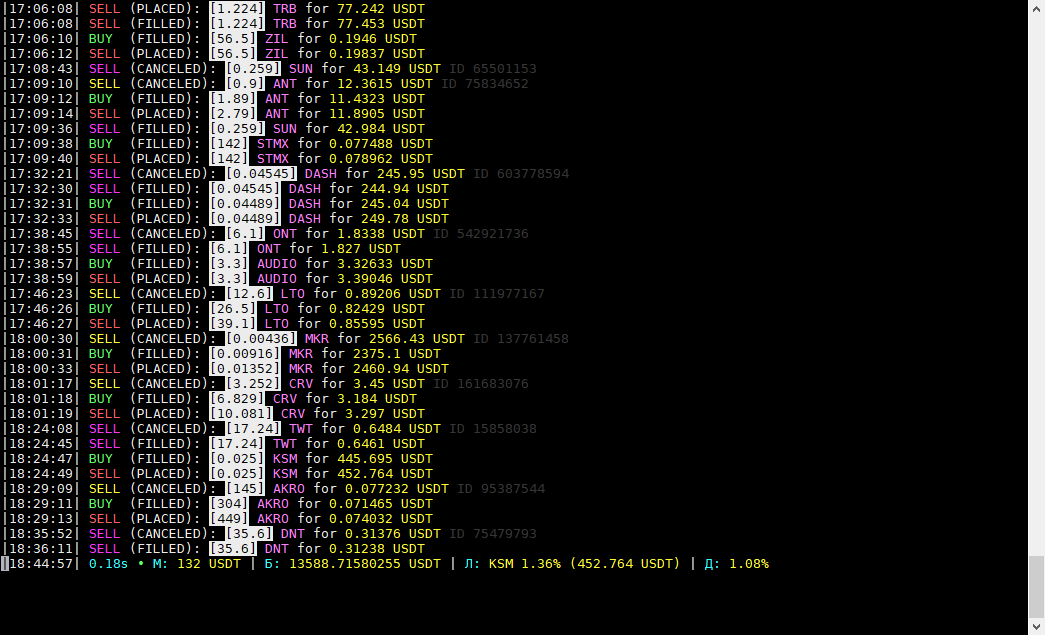 |17:06:08| SELL (PLACED): [1.224] TRB for 77.242 USDT
|17:06:08| SELL (FILLED): [1.224] TRB for 77.453 USDT
|17:06:10| BUY (FILLED): [56.5] ZIL for 0.1946 USDT
|17:06:12| SELL (PLACED): [56.5] ZIL for 0.19837 USDT
|17:08:43| SELL (CANCELED): [0.259] SUN for 43.149 USDT ID 65501153
|17:09:10| SELL (CANCELED): [0.9] ANT for 12.3615 USDT ID 75834652
|17:09:12| BUY (FILLED): [1.89] ANT for 11.4323 USDT
|17:09:14| SELL (PLACED): [2.79] ANT for 11.8905 USDT
|17:09:36| SELL (FILLED): [0.259] SUN for 42.984 USDT
|17:09:38| BUY (FILLED): [142] STMX for 0.077488 USDT
|17:09:40| SELL (PLACED): [142] STMX for 0.078962 USDT
|17:32:21| SELL (CANCELED): [0.04545] DASH for 245.95 USDT ID 603778594
|17:32:30| SELL (FILLED): [0.04545] DASH for 244.94 USDT
|17:32:31| BUY (FILLED): [0.04489] DASH for 245.04 USDT
|17:32:33| SELL (PLACED): [0.04489] DASH for 249.78 USDT
|17:38:45| SELL (CANCELED): [6.1] ONT for 1.8338 USDT ID 542921736
|17:38:55| SELL (FILLED): [6.1] ONT for 1.827 USDT
|17:38:57| BUY (FILLED): [3.3] AUDIO for 3.32633 USDT
|17:38:59| SELL (PLACED): [3.3] AUDIO for 3.39046 USDT
|17:46:23| SELL (CANCELED): [12.6] LTO for 0.89206 USDT ID 111977167
|17:46:26| BUY (FILLED): [26.5] LTO for 0.82429 USDT
|17:46:27| SELL (PLACED): [39.1] LTO for 0.85595 USDT
|18:00:30| SELL (CANCELED): [0.00436] MKR for 2566.43 USDT ID 137761458
|18:00:31| BUY (FILLED): [0.00916] MKR for 2375.1 USDT
|18:00:33| SELL (PLACED): [0.01352] MKR for 2460.94 USDT
|18:01:17| SELL (CANCELED): [3.252] CRV for 3.45 USDT ID 161683076
|18:01:18| BUY (FILLED): [6.829] CRV for 3.184 USDT
|18:01:19| SELL (PLACED): [10.081] CRV for 3.297 USDT
|18:24:08| SELL (CANCELED): [17.24] TWT for 0.6484 USDT ID 15858038
|18:24:45| SELL (FILLED): [17.24] TWT for 0.6461 USDT
|18:24:47| BUY (FILLED): [0.025] KSM for 445.695 USDT
|18:24:49| SELL (PLACED): [0.025] KSM for 452.764 USDT
|18:29:09| SELL (CANCELED): [145] AKRO for 0.077232 USDT ID 95387544
|18:29:11| BUY (FILLED): [304] AKRO for 0.071465 USDT
|18:29:13| SELL (PLACED): [449] AKRO for 0.074032 USDT
|18:35:52| SELL (CANCELED): [35.6] DNT for 0.31376 USDT ID 75479793
|18:36:11| SELL (FILLED): [35.6] DNT for 0.31238 USDT
|18:44:57| 0.18s • М: 132 USDT | Б: 13588.71580255 USDT | Л: KSM 1.36% (452.764 USDT) | Д: 1.08%